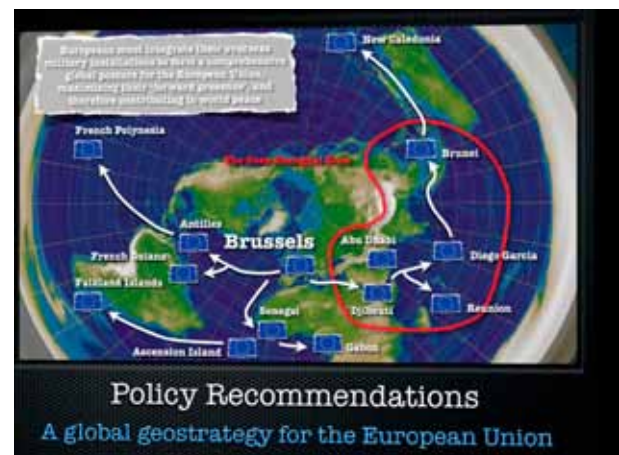 Europeans must integrate their overseas
military installations to form a comprehensive
global posture for the European Union,
maximising their 'forward presence', and
therefore contributing to world peace
New Caledonia
French Polynesia
Brunei
The
Antilles
Brussels
Abu Dhabi
French Guiana
Diego Garcia
Falkland Islands
Senegal
Djibouti
Reunion
Ascension Island
Gabon
Policy Recommendations
A global geostrategy for the European Union